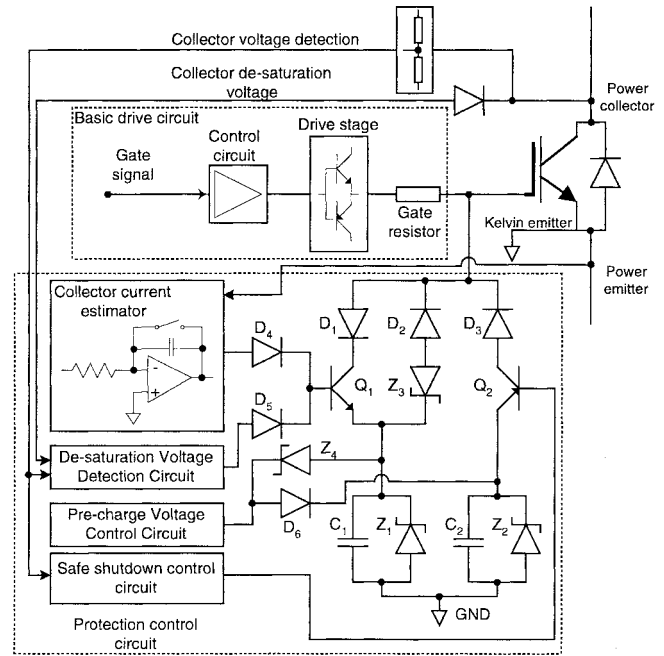 Collector voltage detection
Collector de-saturation
voltage
Power
collector
Basic drive circuit
Drive stage
Control
circuit
Gate
signal
Gate
resistor
Kelvin emitter
Power
emitter
Collector current
estimator
-
+
D₁
D₂
D₃
D₄
Q₁
Z₃
Q₂
D₅
De-saturation Voltage
Detection Circuit
Z₄
Pre-charge Voltage
Control Circuit
D₆
C₁
Z₁
C₂
Z₂
Safe shutdown control
circuit
GND
Protection control
circuit